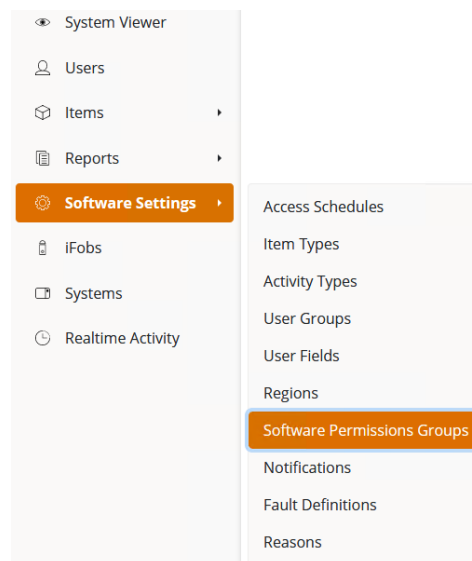 System Viewer
Users
Items
Reports
Software Settings
iFobs
Systems
Realtime Activity
Access Schedules
Item Types
Activity Types
User Groups
User Fields
Regions
Software Permissions Groups
Notifications
Fault Definitions
Reasons